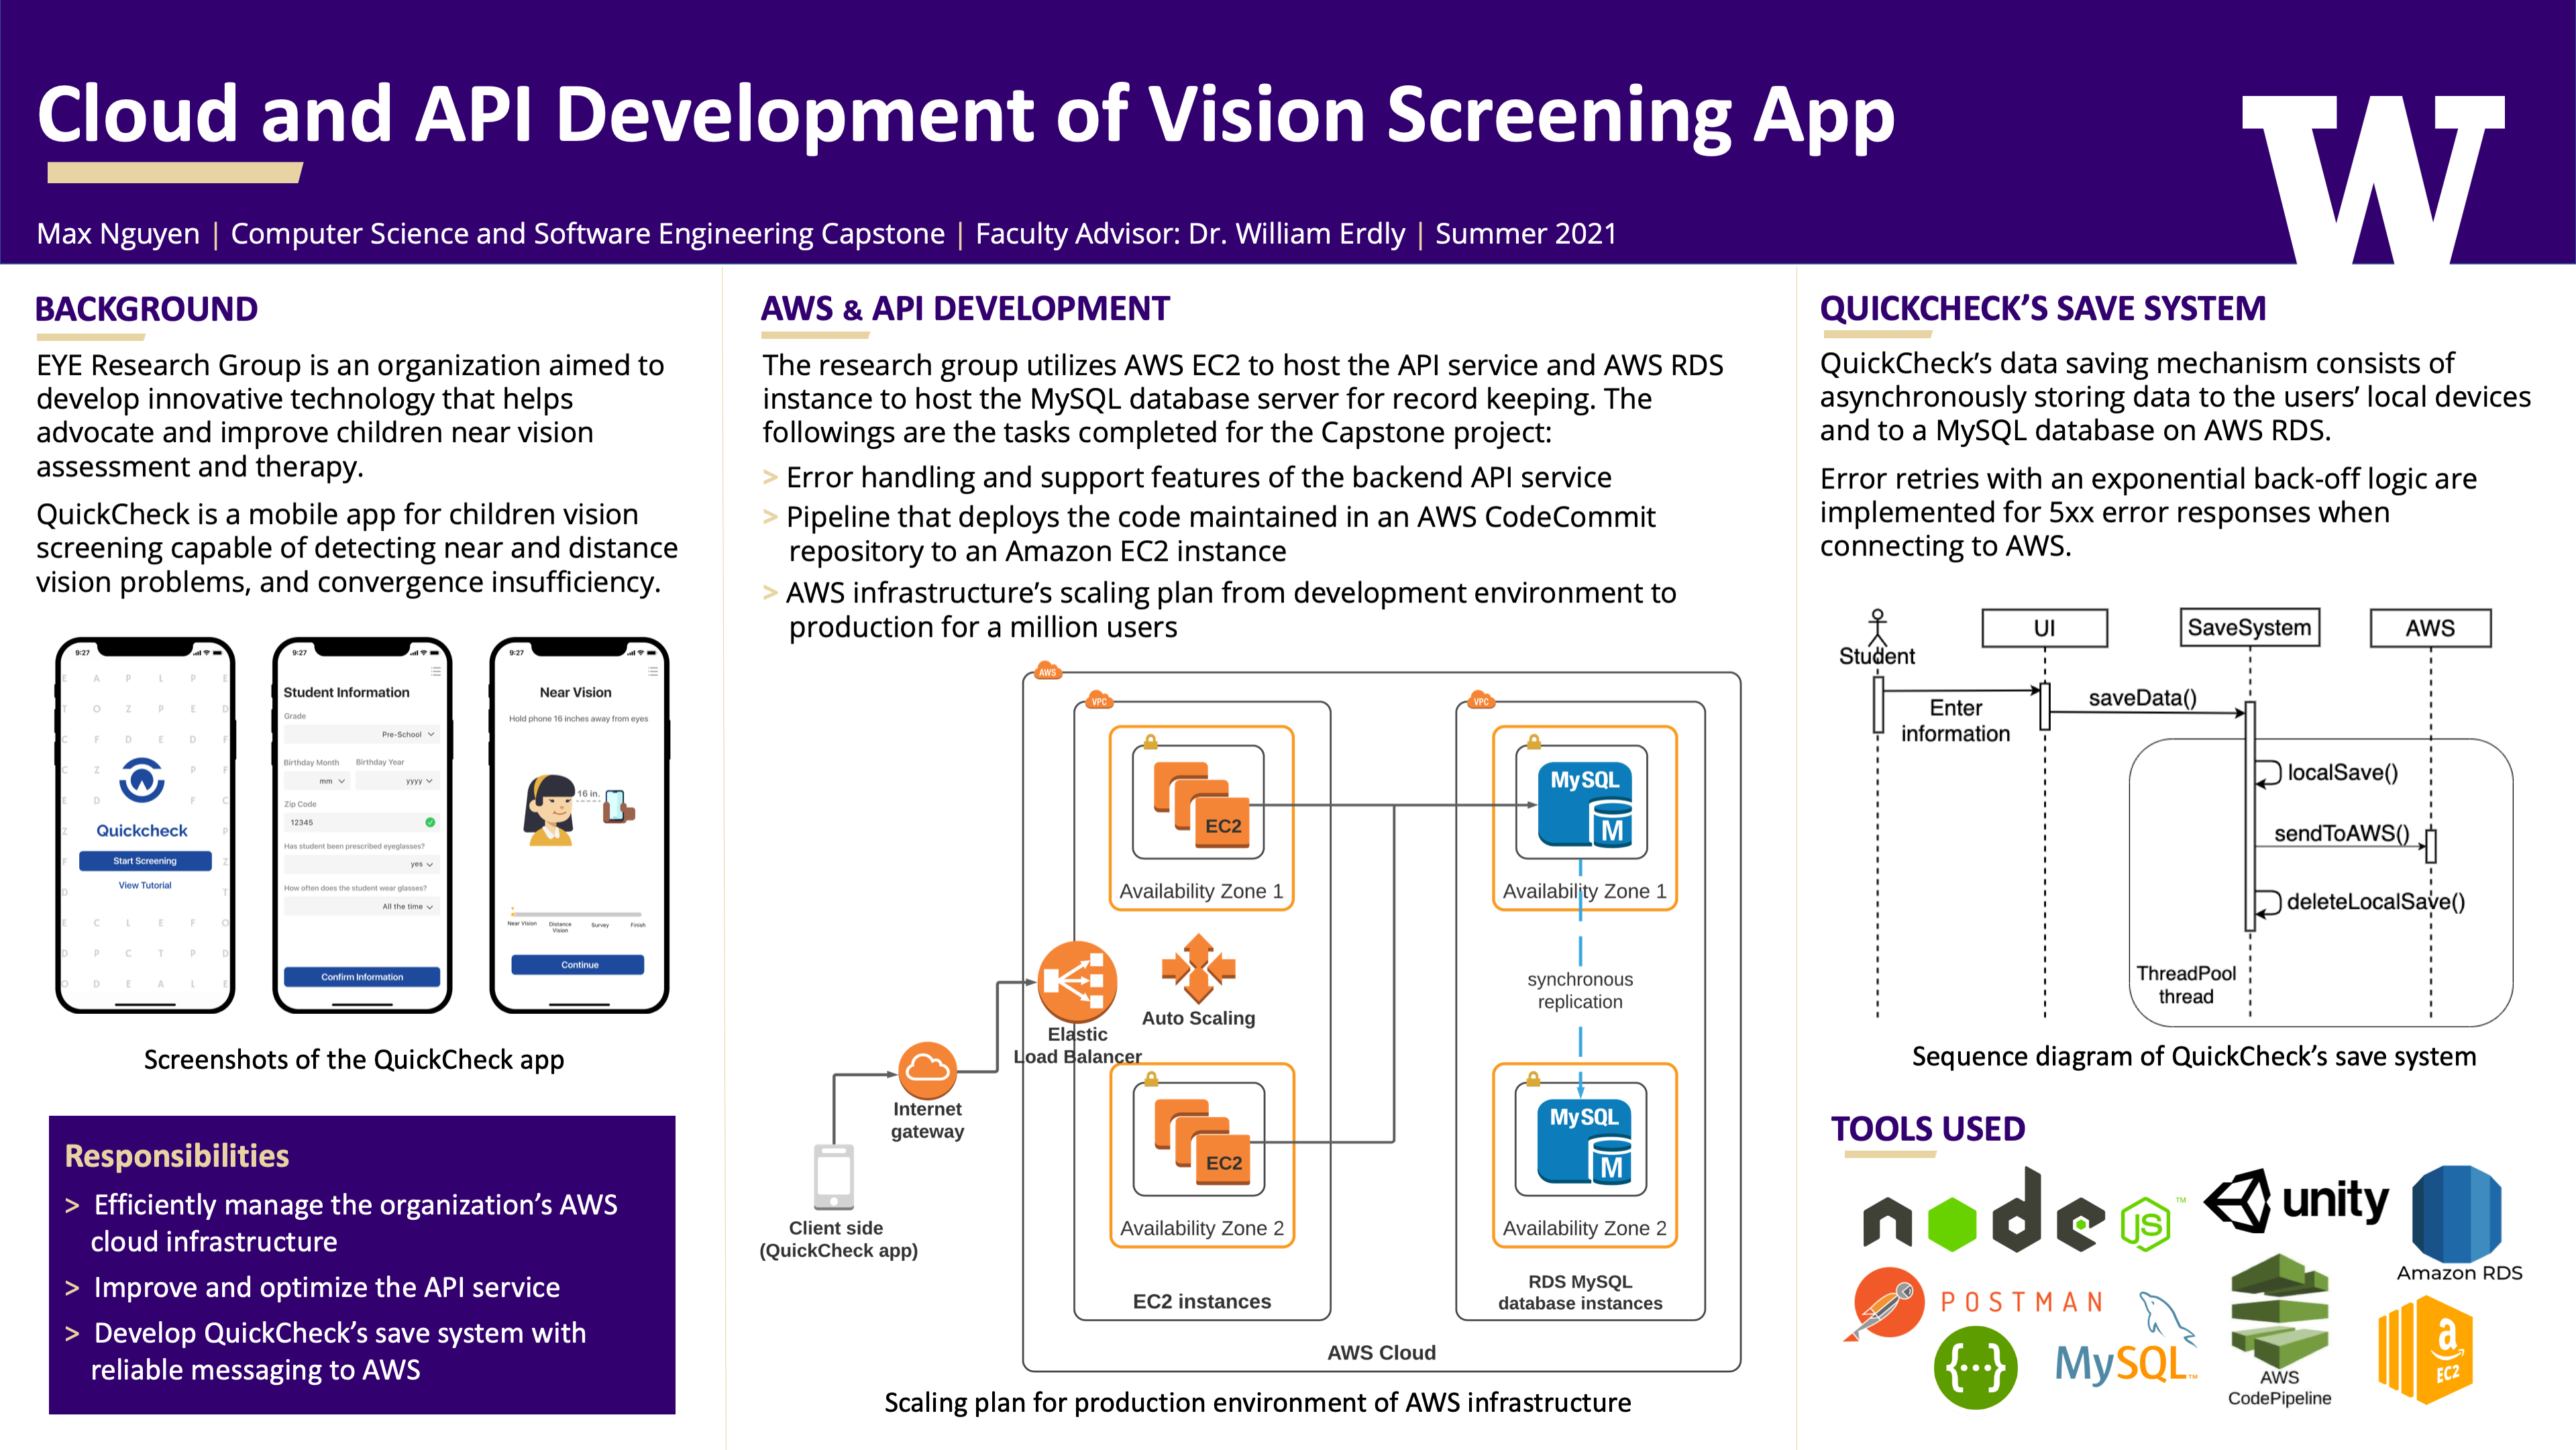 Cloud and API Development of Vision Screening App
Max Nguyen | Computer Science and Software Engineering Capstone | Faculty Advisor: Dr. William Erdly | Summer 2021
W
BACKGROUND
EYE Research Group is an organization aimed to
develop innovative technology that helps
advocate and improve children near vision
assessment and therapy.
QuickCheck is a mobile app for children vision
screening capable of detecting near and distance
vision problems, and convergence insufficiency.
9:27
E A P L P E
T O Z P E D
C F D E D F
C Z P F
E D F C
Z P
Quickcheck
F Z
Start Screening
D T
View Tutorial
E C L E F O
D P C T P D
O D E A L E
9:27
Student Information
Grade
Pre-School
Birthday Month Birthday Year
mm yyyy
Zip Code
12345
Has student been prescribed eyeglasses?
yes
How often does the student wear glasses?
All the time
Confirm Information
9:27
Near Vision
Hold phone 16 inches away from eyes
16 in.
Near Vision Distance Survey Finish
Vision
Continue
Screenshots of the QuickCheck app
Responsibilities
> Efficiently manage the organization's AWS
cloud infrastructure
> Improve and optimize the API service
> Develop QuickCheck's save system with
reliable messaging to AWS
AWS & API DEVELOPMENT
The research group utilizes AWS EC2 to host the API service and AWS RDS
instance to host the MySQL database server for record keeping. The
followings are the tasks completed for the Capstone project:
> Error handling and support features of the backend API service
> Pipeline that deploys the code maintained in an AWS CodeCommit
repository to an Amazon EC2 instance
> AWS infrastructure's scaling plan from development environment to
production for a million users
AWS
VPC
VPC
EC2
Availability Zone 1
MySQL
M
Availability Zone 1
Auto Scaling
Elastic
Load Balancer
synchronous
replication
Internet
gateway
EC2
Availability Zone 2
MySQL
M
Availability Zone 2
Client side
(QuickCheck app)
EC2 instances
RDS MySQL
database instances
AWS Cloud
Scaling plan for production environment of AWS infrastructure
QUICKCHECK'S SAVE SYSTEM
QuickCheck's data saving mechanism consists of
asynchronously storing data to the users' local devices
and to a MySQL database on AWS RDS.
Error retries with an exponential back-off logic are
implemented for 5xx error responses when
connecting to AWS.
Student
UI
SaveSystem
AWS
Enter
information
saveData()
localSave()
sendToAWS()
deleteLocalSave()
ThreadPool
thread
Sequence diagram of QuickCheck's save system
TOOLS USED
node JS™
unity
Amazon RDS
POSTMAN
{···}
MySQL™
AWS
CodePipeline
a
EC2